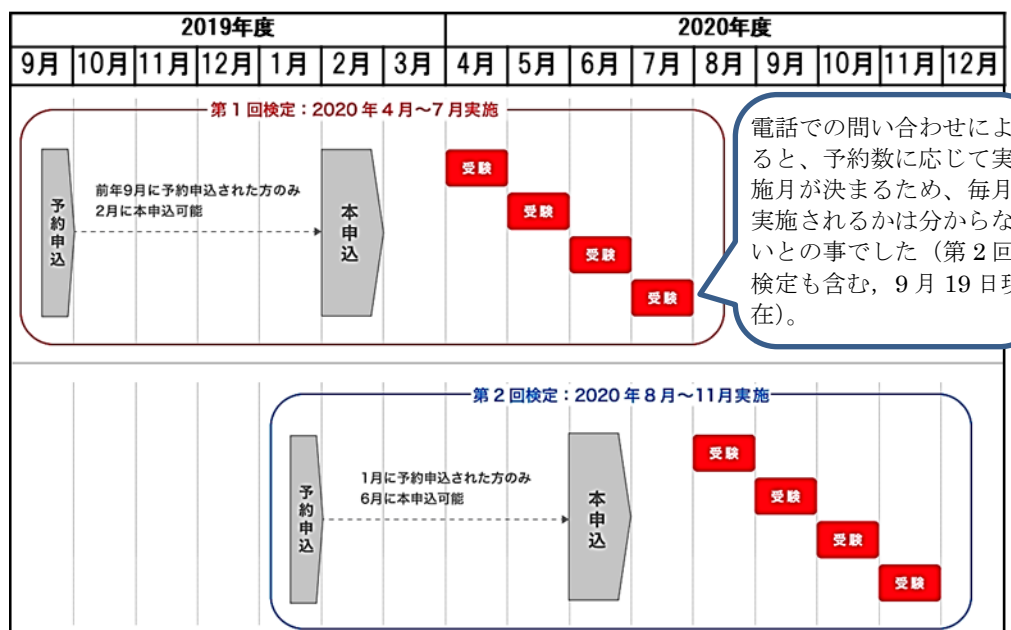 2019年度 2020年度
9月 10月 11月 12月 1月 2月 3月 4月 5月 6月 7月 8月 9月 10月 11月 12月
第1回検定：2020年4月～7月実施
予約申込
前年9月に予約申込された方のみ
2月に本申込可能
本申込
受験
受験
受験
受験
電話での問い合わせによ
ると、予約数に応じて実
施月が決まるため、毎月
実施されるかは分からな
いとの事でした（第2回
検定も含む，9月19日現
在）。
第2回検定：2020年8月～11月実施
予約申込
1月に予約申込された方のみ
6月に本申込可能
本申込
受験
受験
受験
受験